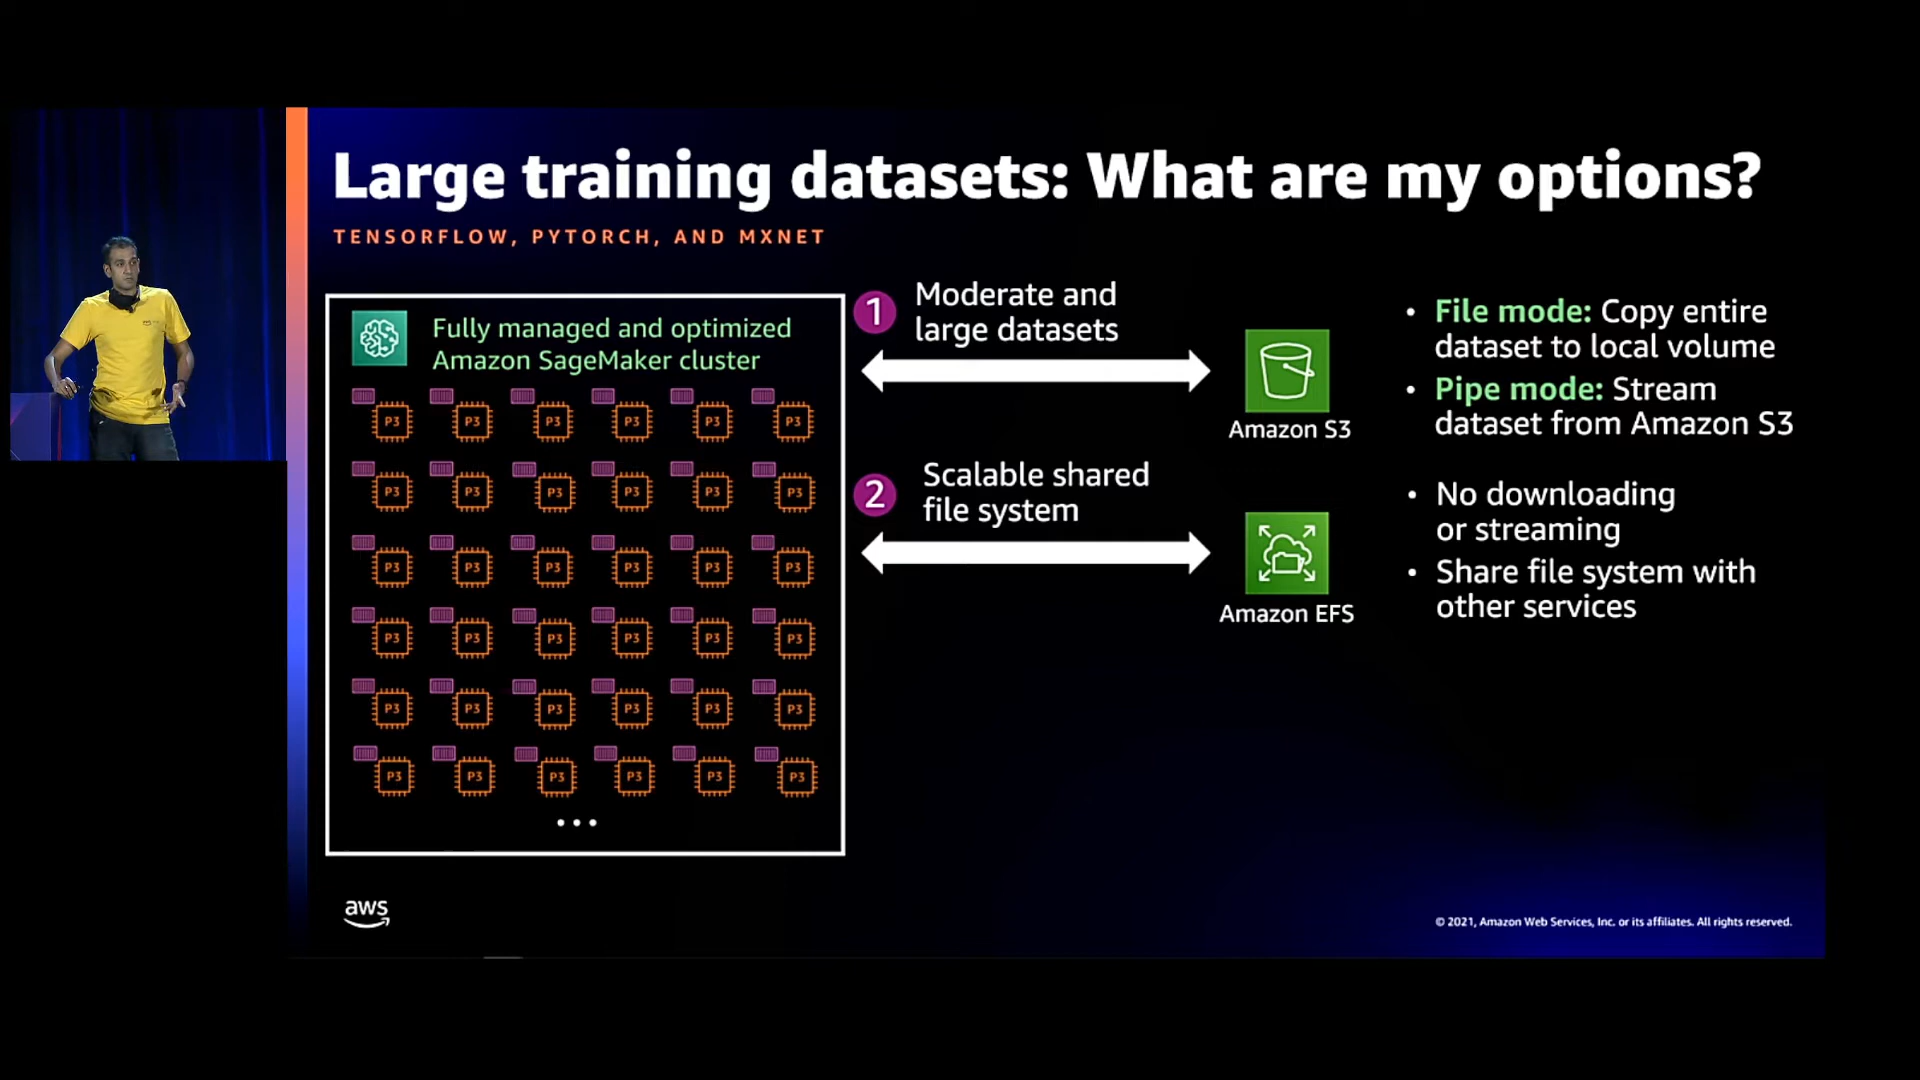 Large training datasets: What are my options?
TENSORFLOW, PYTORCH, AND MXNET
Fully managed and optimized
Amazon SageMaker cluster
P3 P3 P3 P3 P3 P3
P3 P3 P3 P3 P3 P3
P3 P3 P3 P3 P3 P3
P3 P3 P3 P3 P3 P3
P3 P3 P3 P3 P3 P3
P3 P3 P3 P3 P3 P3
...
1 Moderate and
large datasets
Amazon S3
• File mode: Copy entire
dataset to local volume
• Pipe mode: Stream
dataset from Amazon S3
2 Scalable shared
file system
Amazon EFS
• No downloading
or streaming
• Share file system with
other services
aws
© 2021, Amazon Web Services, Inc. or its affiliates. All rights reserved.